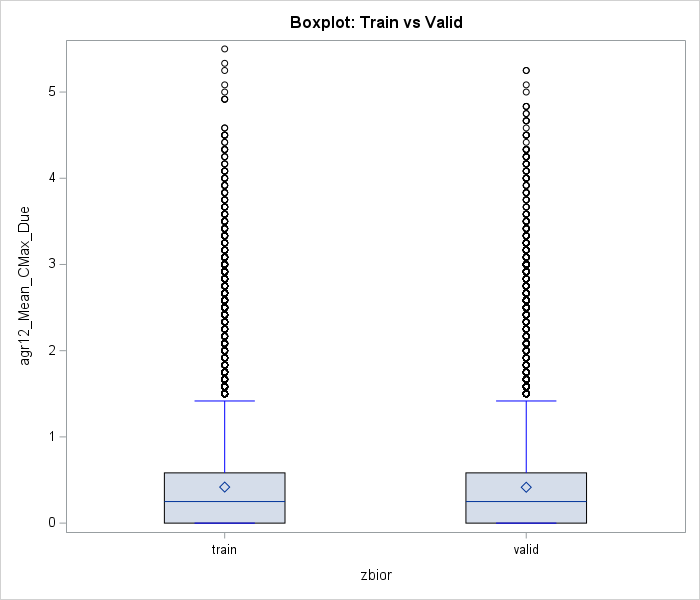 Boxplot: Train vs Valid
agr12_Mean_CMax_Due
5
4
3
2
1
0
train
valid
zbior